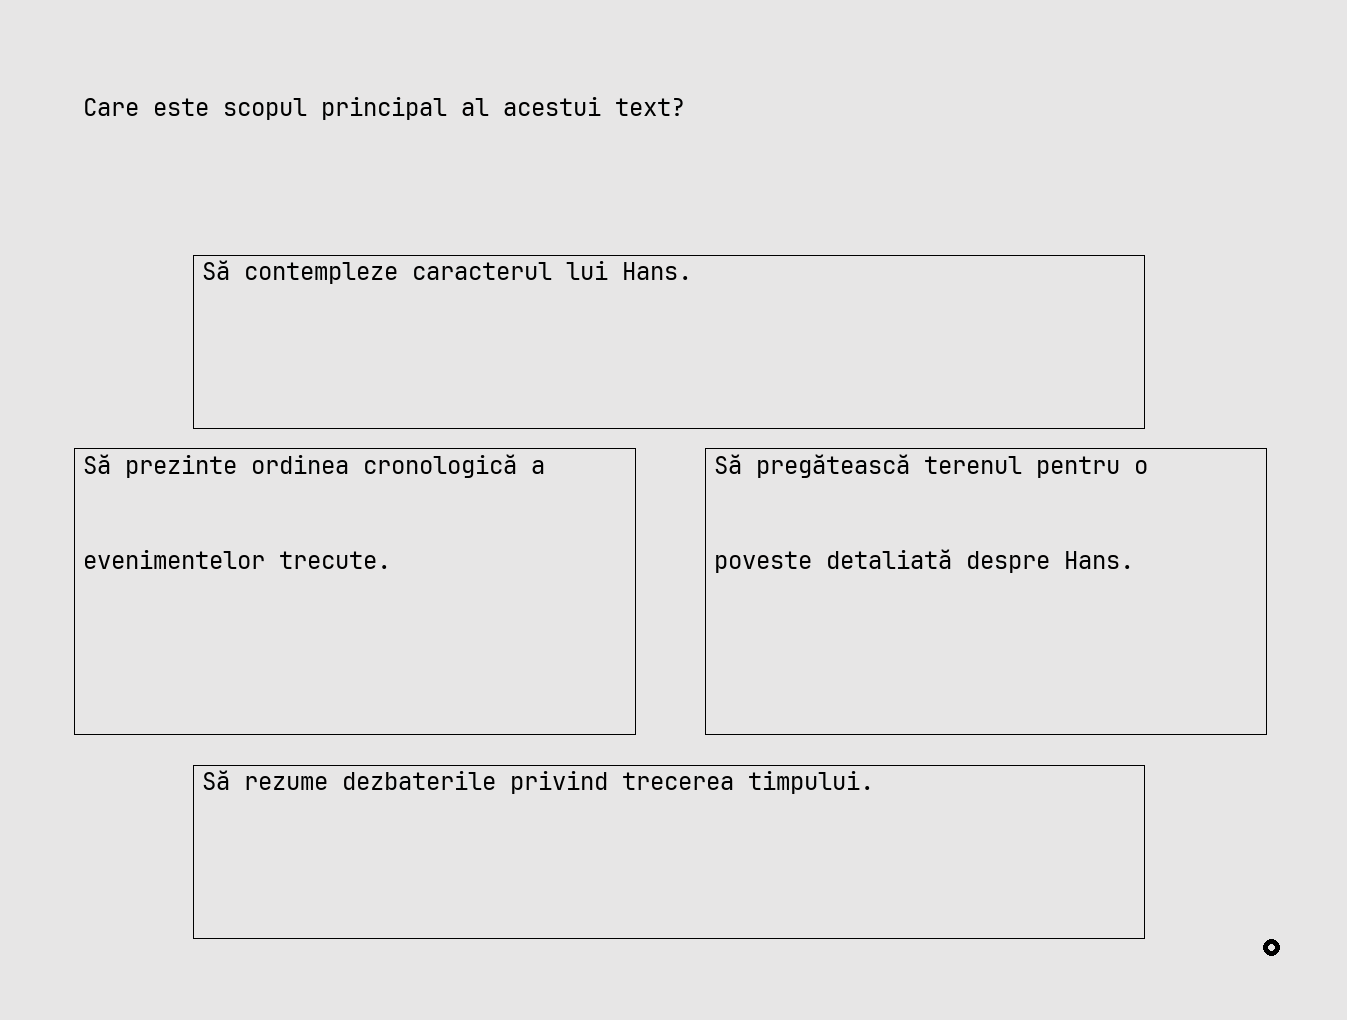 Care este scopul principal al acestui text?
Să contempleze caracterul lui Hans.
Să prezinte ordinea cronologică a
evenimentelor trecute.
Să pregătească terenul pentru o
poveste detaliată despre Hans.
Să rezume dezbaterile privind trecerea timpului.